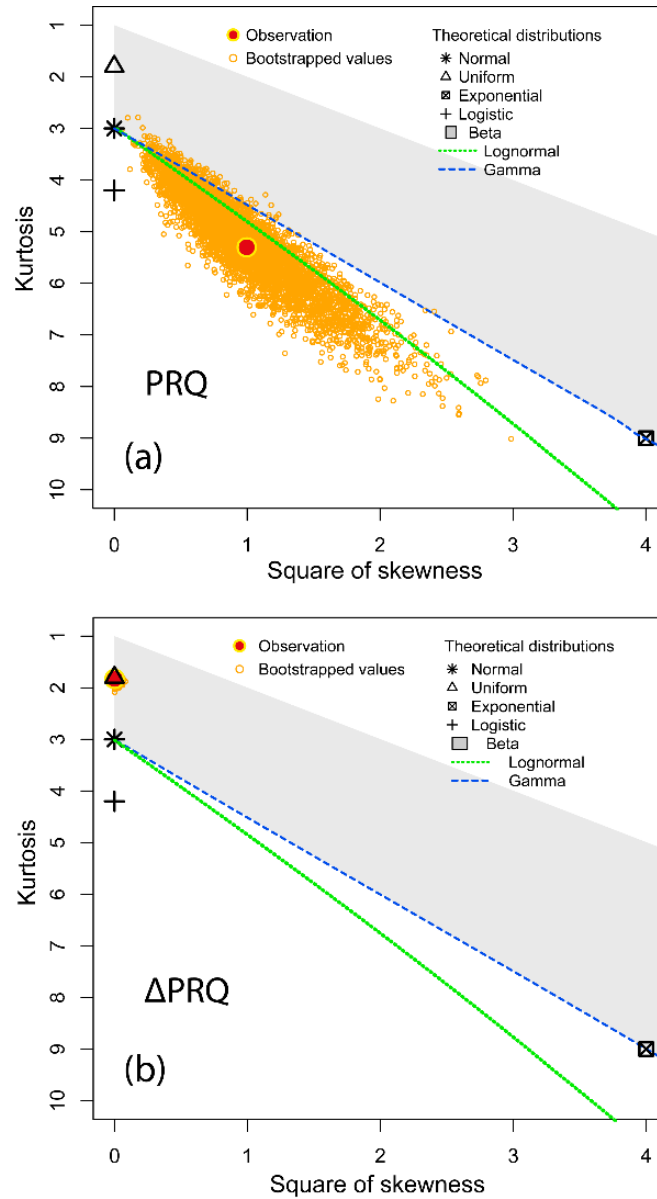 Observation
Bootstrapped values
Theoretical distributions
Normal
Uniform
Exponential
Logistic
Beta
Lognormal
Gamma
1
2
3
4
5
6
7
8
9
10
Kurtosis
PRQ
(a)
0 1 2 3 4
Square of skewness
Observation
Bootstrapped values
Theoretical distributions
Normal
Uniform
Exponential
Logistic
Beta
Lognormal
Gamma
1
2
3
4
5
6
7
8
9
10
Kurtosis
ΔPRQ
(b)
0 1 2 3 4
Square of skewness